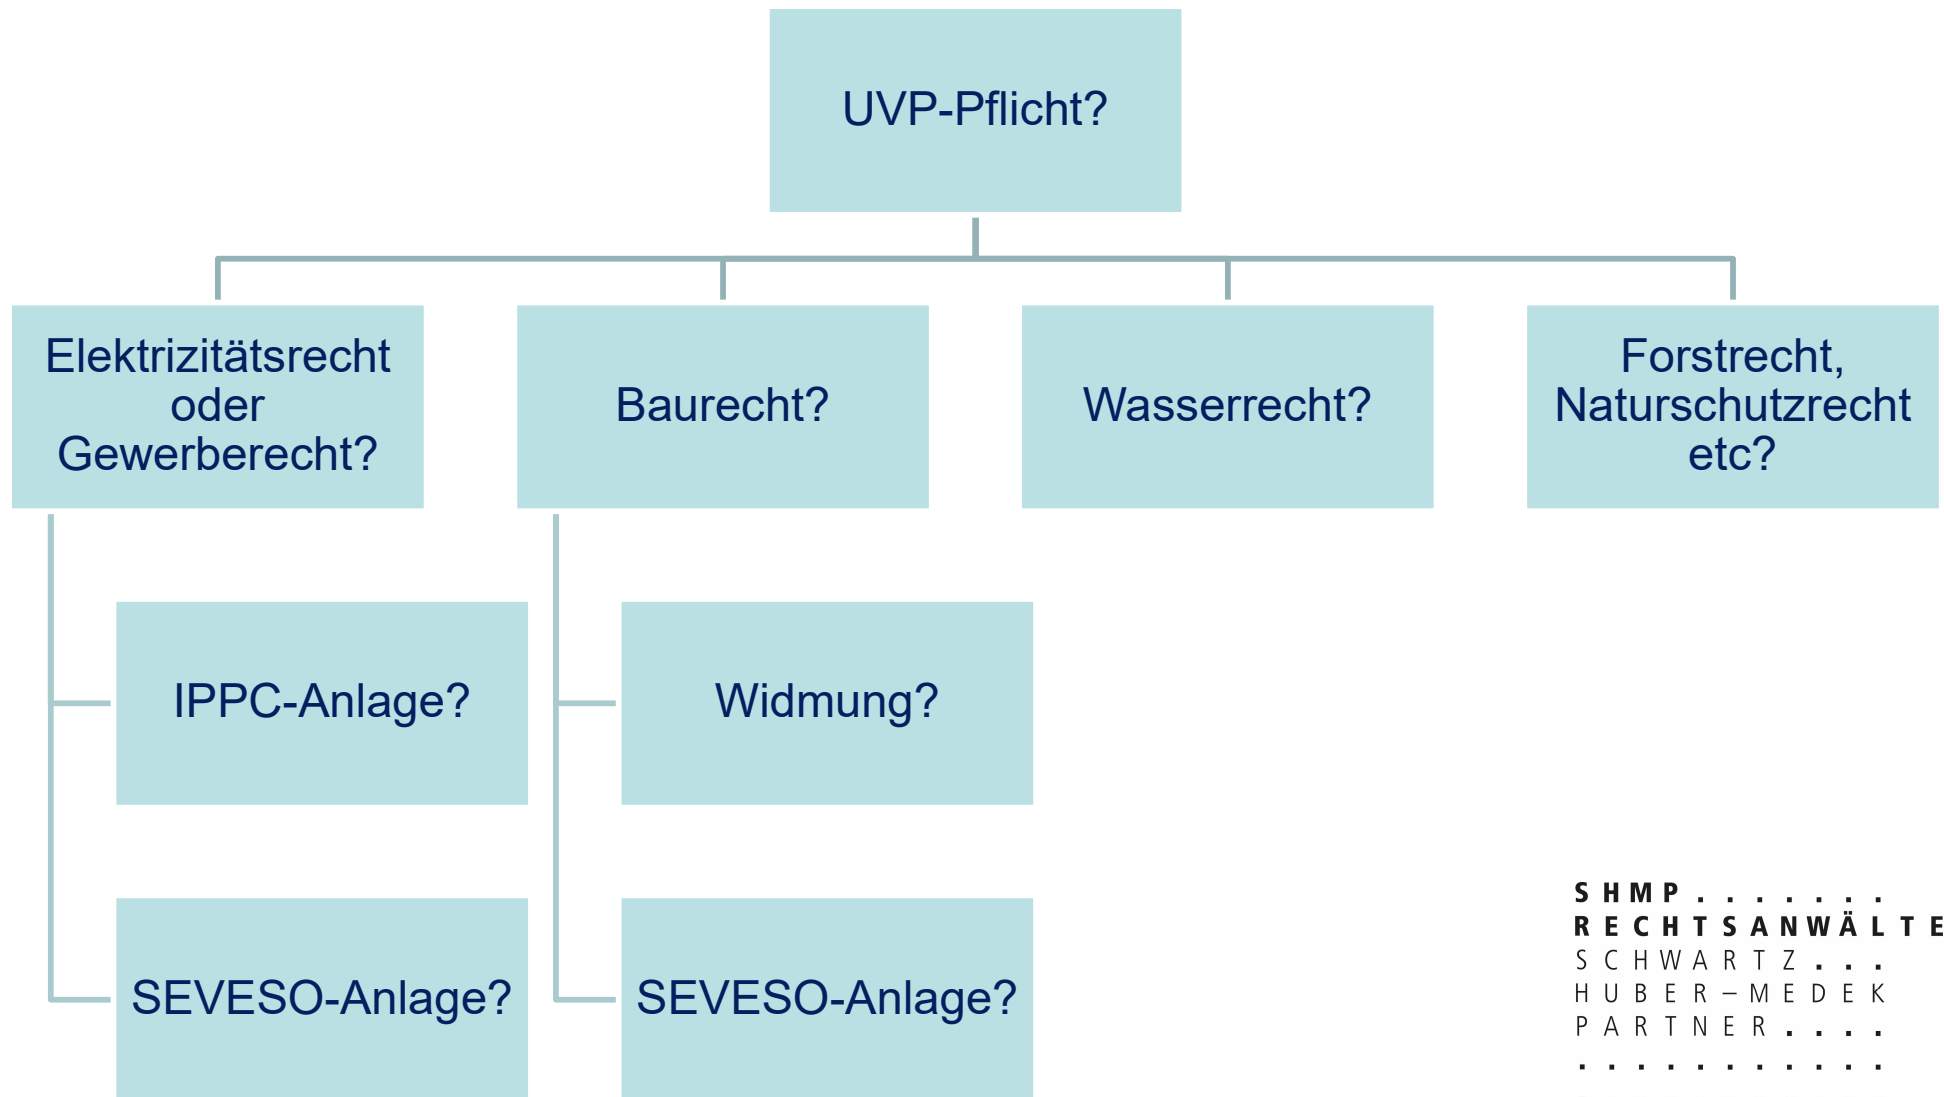 UVP-Pflicht?
Elektrizitätsrecht
oder
Gewerberecht?
Baurecht?
Wasserrecht?
Forstrecht,
Naturschutzrecht
etc?
IPPC-Anlage?
Widmung?
SEVESO-Anlage?
SEVESO-Anlage?
SHMP.......
RECHTSANWÄLTE
SCHWARTZ...
HUBER–MEDEK
PARTNER....
...........